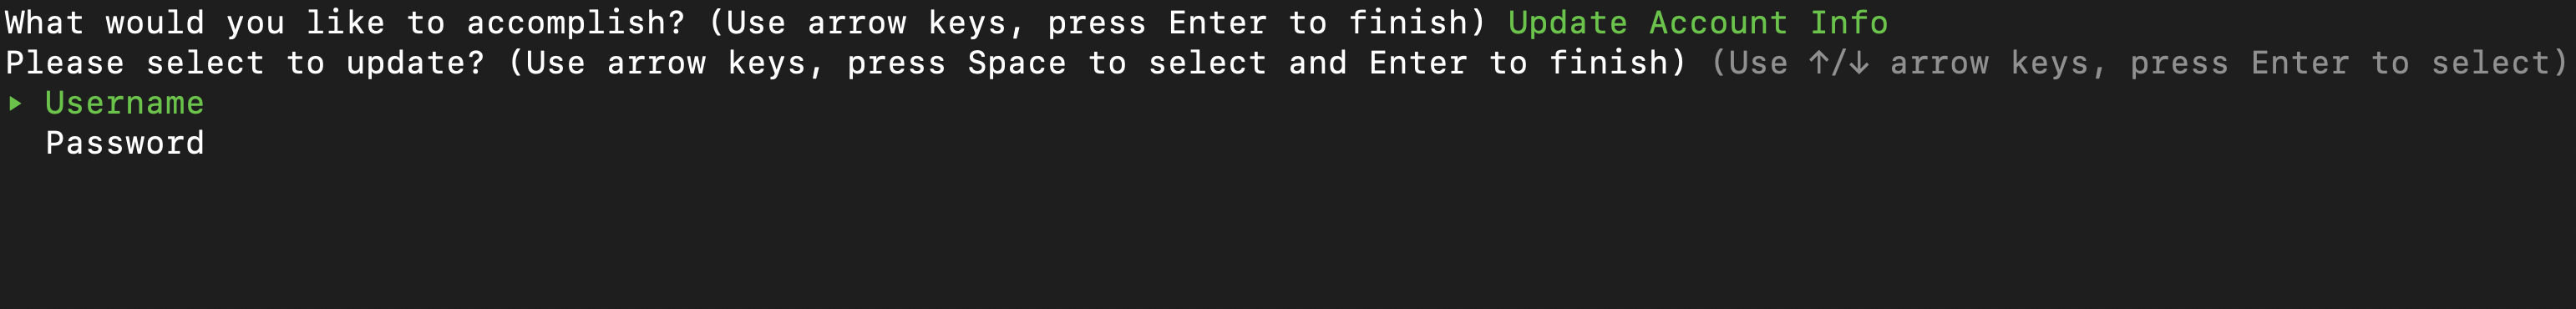 What would you like to accomplish? (Use arrow keys, press Enter to finish) Update Account Info
Please select to update? (Use arrow keys, press Space to select and Enter to finish) (Use ↑/↓ arrow keys, press Enter to select)
‣ Username
Password